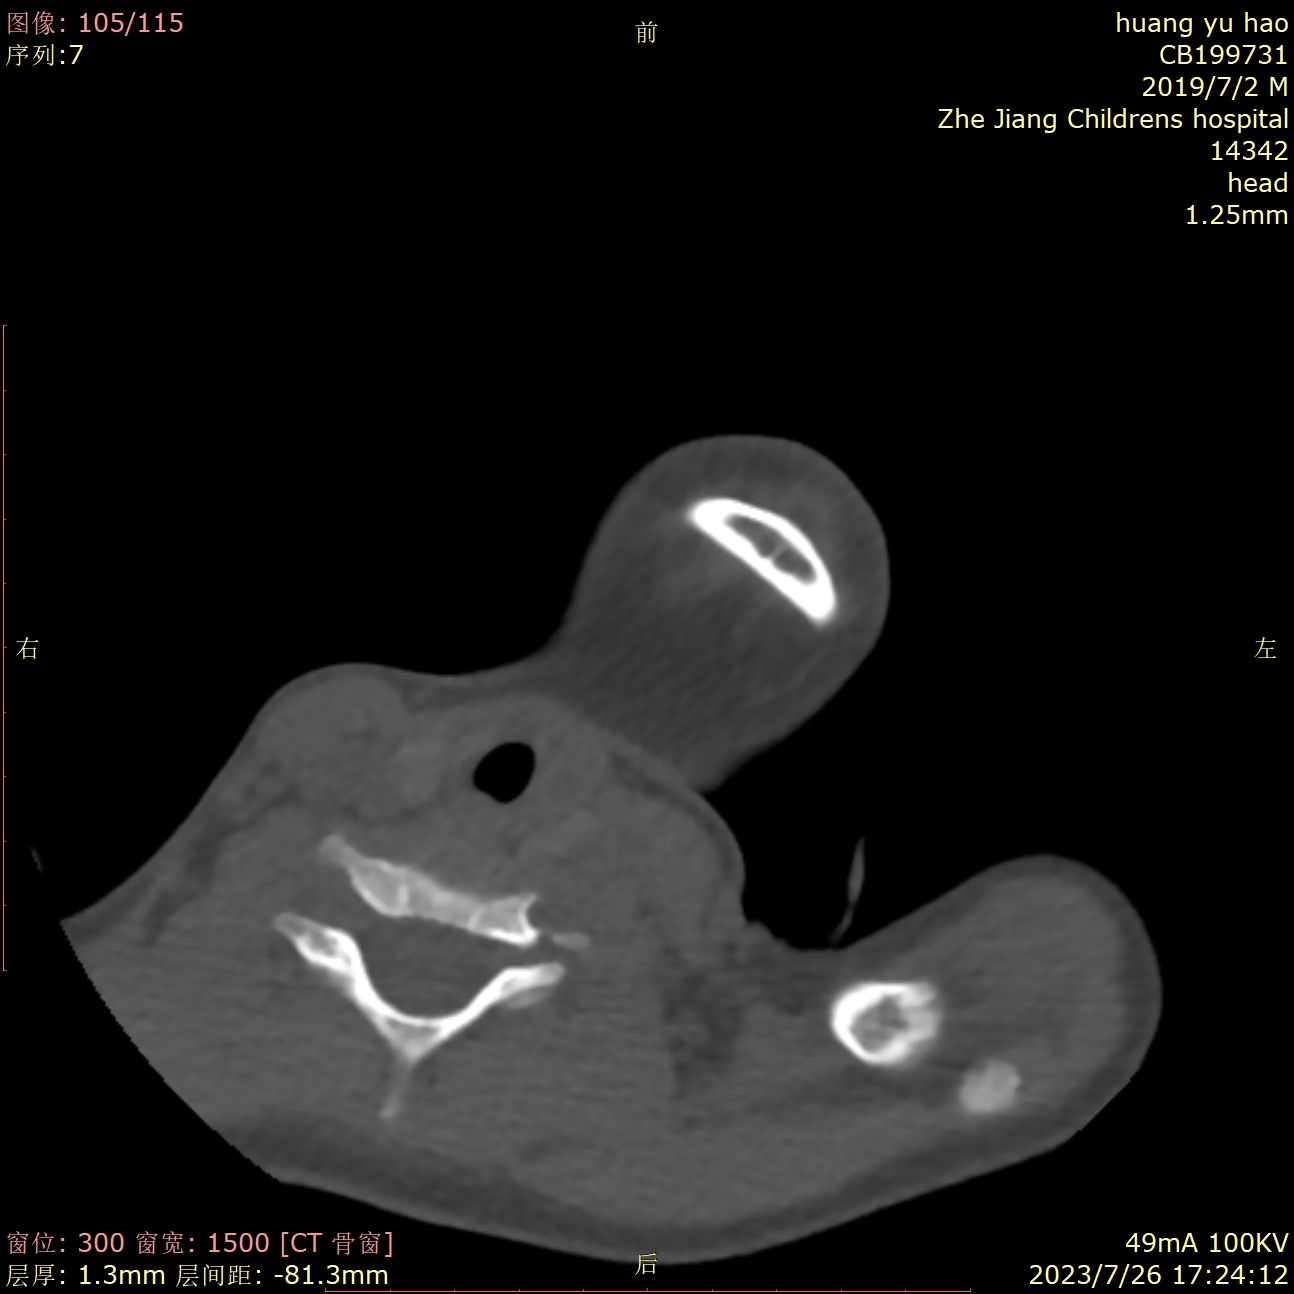 图像: 105/115
序列:7
前
huang yu hao
CB199731
2019/7/2 M
Zhe Jiang Childrens hospital
14342
head
1.25mm
右
左
窗位: 300 窗宽: 1500 [CT 骨窗]
层厚: 1.3mm 层间距: -81.3mm
后
49mA 100KV
2023/7/26 17:24:12